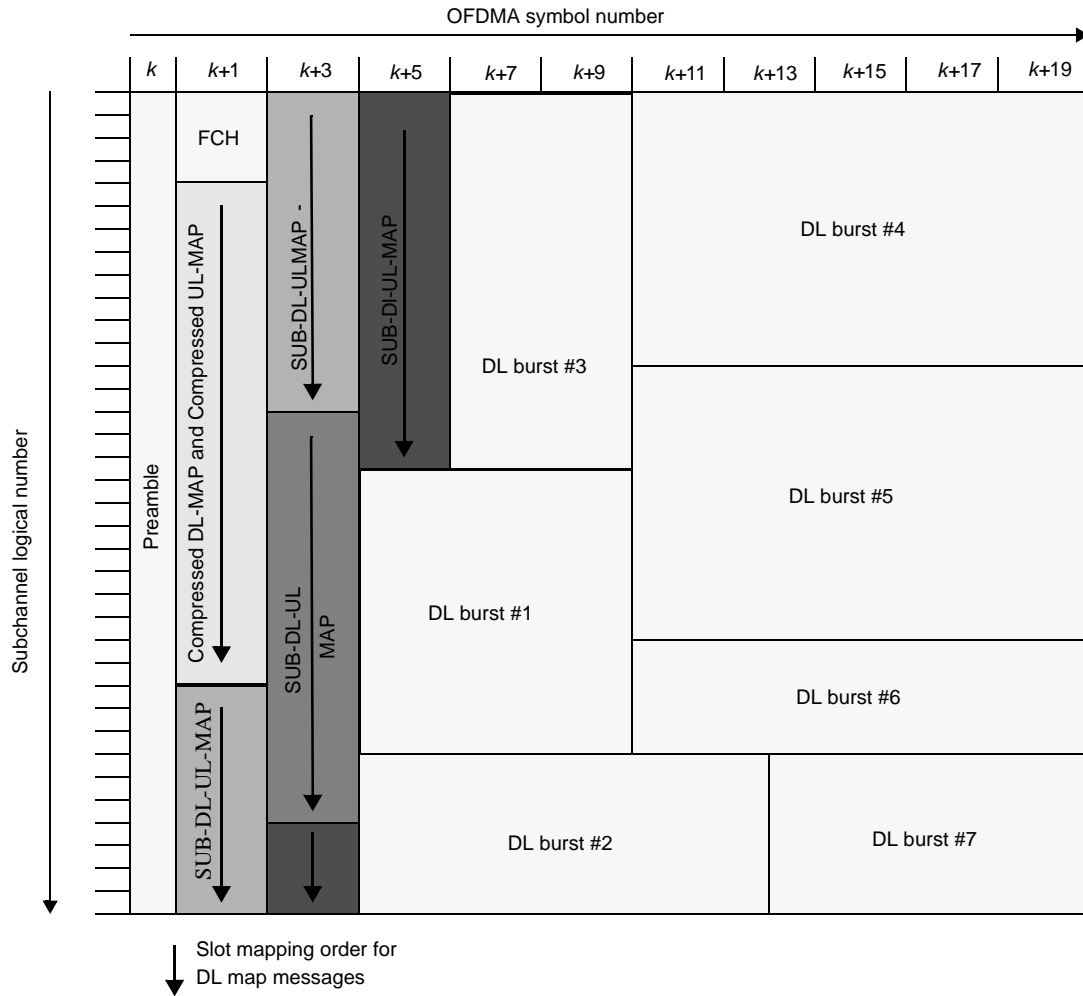 OFDMA symbol number
k
k+1
k+3
k+5
k+7
k+9
k+11
k+13
k+15
k+17
k+19
Subchannel logical number
Preamble
FCH
Compressed DL-MAP and Compressed UL-MAP
SUB-DL-UL-MAP
SUB-DL-ULMAP -
SUB-DL-UL
MAP
SUB-Dl-UL-MAP
DL burst #3
DL burst #1
DL burst #2
DL burst #4
DL burst #5
DL burst #6
DL burst #7
Slot mapping order for
DL map messages